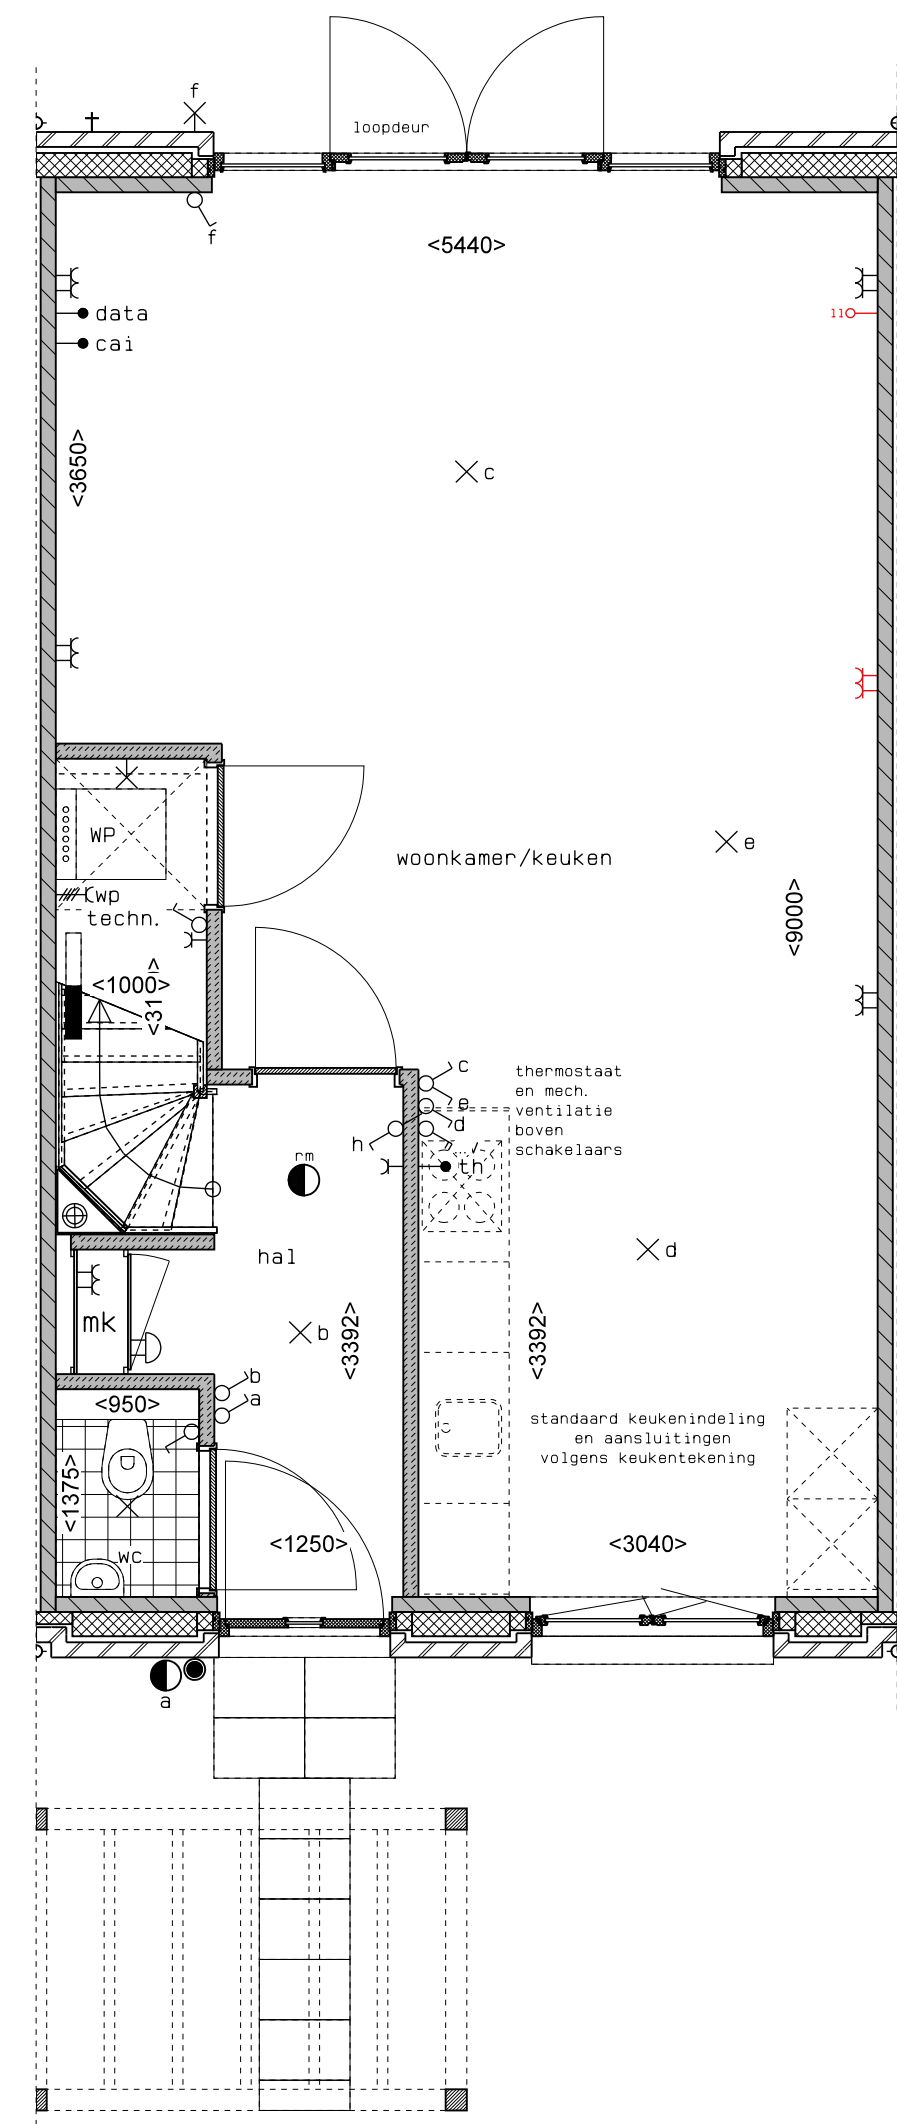 f
loopdeur
f
<5440>
data
11
cai
<3650>
c
e
WP
woonkamer/keuken
wp
techn.
<9000>
<1000>
<31
c
thermostaat
en mech.
ventilatie
boven
schakelaars
e
d
h
th
rm
hal
d
mk
b
<3392>
<3392>
b
a
<950>
standaard keukenindeling
en aansluitingen
volgens keukentekening
<1375>
wc
<1250>
<3040>
a